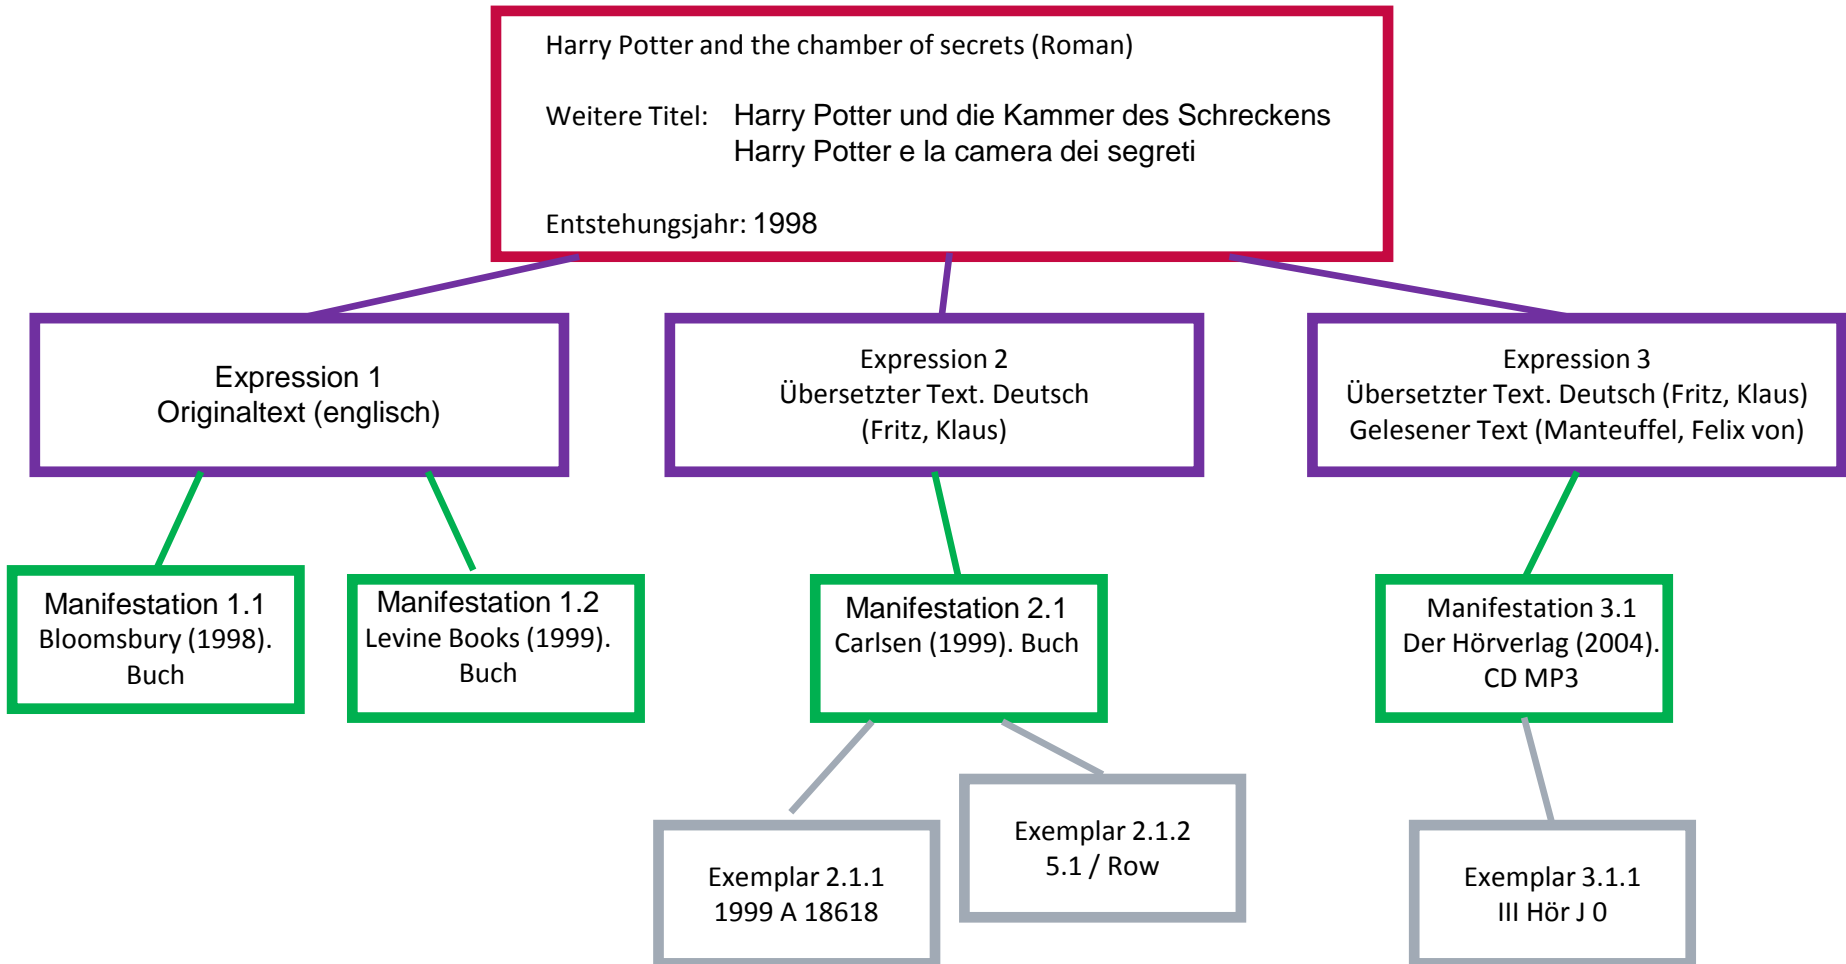 Harry Potter and the chamber of secrets (Roman)
Weitere Titel: Harry Potter und die Kammer des Schreckens
Harry Potter e la camera dei segreti
Entstehungsjahr: 1998
Expression 1
Originaltext (englisch)
Expression 2
Übersetzter Text. Deutsch
(Fritz, Klaus)
Expression 3
Übersetzter Text. Deutsch (Fritz, Klaus)
Gelesener Text (Manteuffel, Felix von)
Manifestation 1.1
Bloomsbury (1998).
Buch
Manifestation 1.2
Levine Books (1999).
Buch
Manifestation 2.1
Carlsen (1999). Buch
Manifestation 3.1
Der Hörverlag (2004).
CD MP3
Exemplar 2.1.1
1999 A 18618
Exemplar 2.1.2
5.1 / Row
Exemplar 3.1.1
III Hör J 0